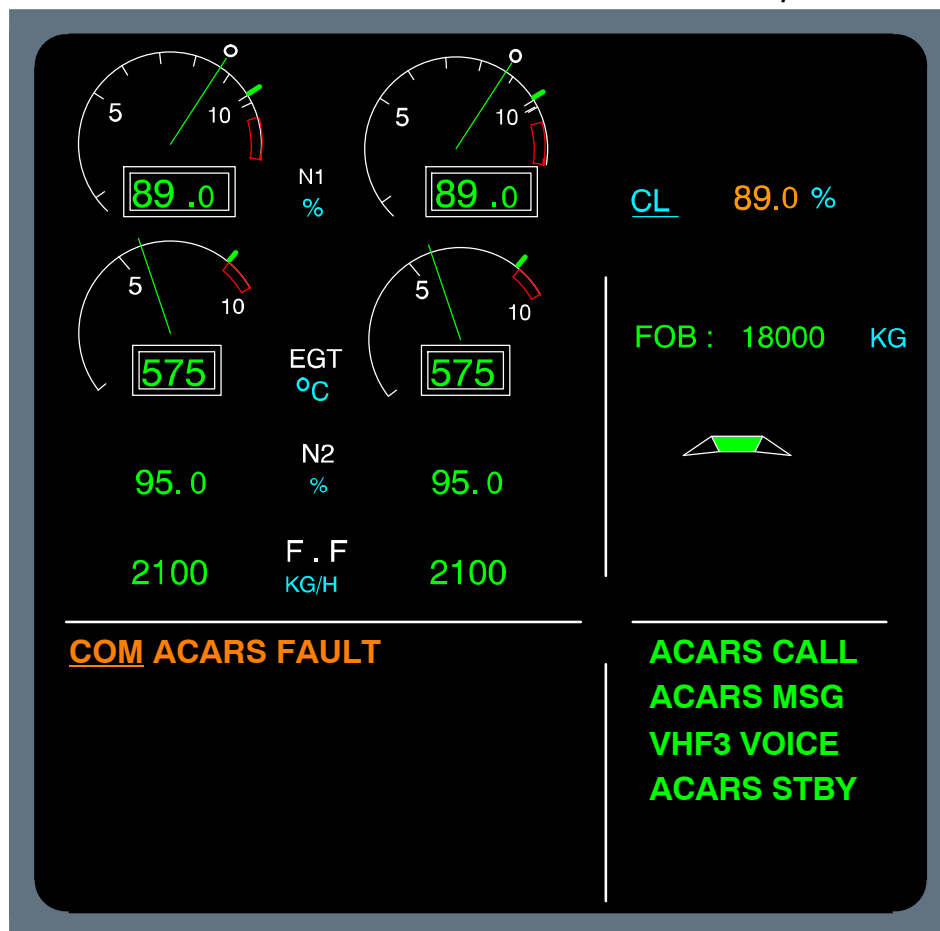 5 10 5 10
89 .0 N1 89 .0
% CL 89.0 %
5 10 5 10
FOB : 18000 KG
575 EGT 575
°C
N2
95. 0 % 95. 0
F . F
2100 KG/H 2100
COM ACARS FAULT
ACARS CALL
ACARS MSG
VHF3 VOICE
ACARS STBY